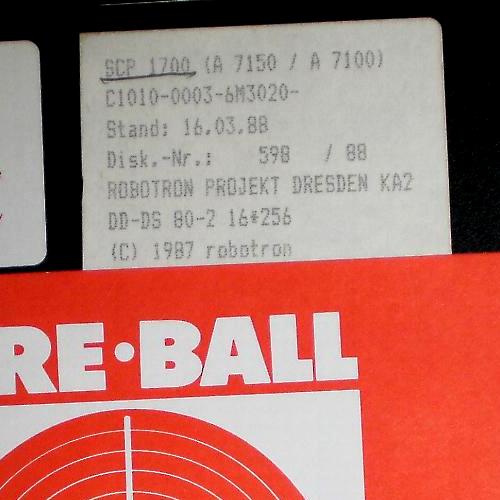 SCP 1700 (A 7150 / A 7100)
C1010-0003-6M3020-
Stand: 16.03.88
Disk.-Nr.: 598 / 88
ROBOTRON PROJEKT DRESDEN KA2
DD-DS 80-2 16*256
(C) 1987 robotron
RE·BALL